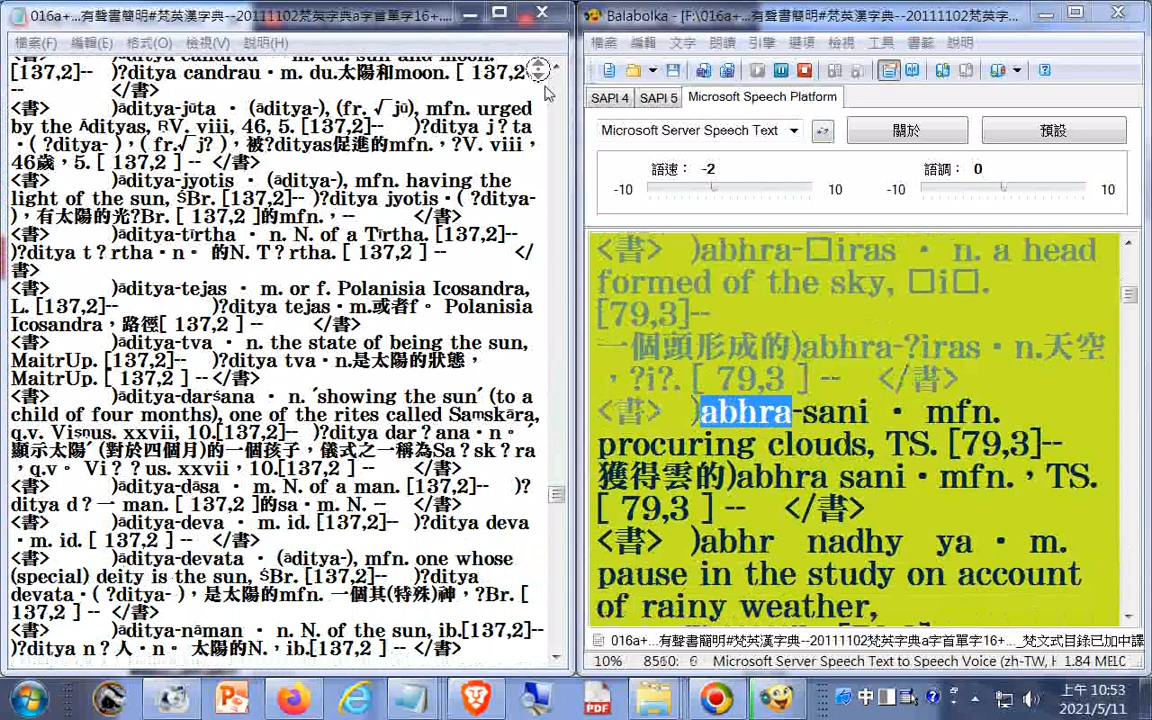 有聲書簡明#梵英漢字典--20111102梵英字典a字首單字16+...
檔案(F) 編輯(E) 格式(O) 檢視(V) 說明(H)
[137,2]-- )?ditya candrau • m. du.太陽和moon. [ 137,2
-- </書>
<書> )āditya-jūta • (āditya-), (fr. √jū), mfn. urged
by the Ādityas, RV. viii, 46, 5. [137,2]-- )?ditya j?ta
• ( ?ditya- ) , ( fr.√ j? ) , 被?dityas促進的mfn. , ?V. viii ,
46歲 , 5. [ 137,2 ] -- </書>
<書> )āditya-jyotis • (āditya-), mfn. having the
light of the sun, ŚBr. [137,2]-- )?ditya jyotis • ( ?ditya-
) , 有太陽的光?Br. [ 137,2 ]的mfn. , -- </書>
<書> )āditya-tīrtha • n. N. of a Tīrtha. [137,2]--
)?ditya t ? rtha • n. 的N. T ? rtha. [ 137,2 ] </
書>
<書> )āditya-tejas • m. or f. Polanisia Icosandra,
L. [137,2]-- )?ditya tejas • m.或者f。 Polanisia
Icosandra , 路徑[ 137,2 ] </書>
<書> )āditya-tva • n. the state of being the sun,
MaitrUp. [137,2]-- )?ditya tva • n.是太陽的狀態 ,
MaitrUp. [ 137,2 ] </書>
<書> )āditya-darśana • n. ′showing the sun′ (to a
child of four months), one of the rites called Saṃskāra,
q.v. Viṣṇus. xxvii, 10.[137,2]-- )?ditya dar ? ana • n。 ′
顯示太陽′ (對於四個月)的一個孩子 , 儀式之一稱為Sa ? sk ? ra
, q.v。 Vi ? ? us. xxvii , 10.[137,2 ] </書>
<書> )āditya-dāsa • m. N. of a man. [137,2]-- )?
ditya d ? 一 man. [ 137,2 ]的sa • m. N. -- </書>
<書> )āditya-deva • m. id. [137,2]-- )?ditya deva
• m. id. [ 137,2 ] </書>
<書> )āditya-devata • (āditya-), mfn. one whose
(special) deity is the sun, ŚBr. [137,2]-- )?ditya
devata • ( ?ditya- ) , 是太陽的mfn. 一個其(特殊)神 , ?Br. [
137,2 ] </書>
<書> )āditya-nāman • n. N. of the sun, ib.[137,2]--
)?ditya n ? 人 • n。 太陽的N. , ib.[137,2 ] </書>
Balabolka - [F:\016a+...有聲書簡明#梵英漢字典--20111102梵英字...
檔案 編輯 文字 朗讀 引擎 選項 檢視 工具 書籤 說明
SAPI 4 SAPI 5 Microsoft Speech Platform
Microsoft Server Speech Text 關於 預設
語速： -2 語調： 0
-10 10 -10 10
<書> )abhra-□iras • n. a head
formed of the sky, □i□.
[79,3]--
一個頭形成的)abhra-?iras • n.天空
, ?i?. [ 79,3 ] -- </書>
<書> )abhra-sani • mfn.
procuring clouds, TS. [79,3]--
獲得雲的)abhra sani • mfn. , TS.
[ 79,3 ] -- </書>
<書> )abhr nadhy ya • m.
pause in the study on account
of rainy weather,
016a+...有聲書簡明#梵英漢字典--20111102梵英字典a字首單字16+..._梵文式目錄已加中譯
10% Microsoft Server Speech Text to Speech Voice (zh-TW, H 1.84 MEL
中
上午 10:53
2021/5/11